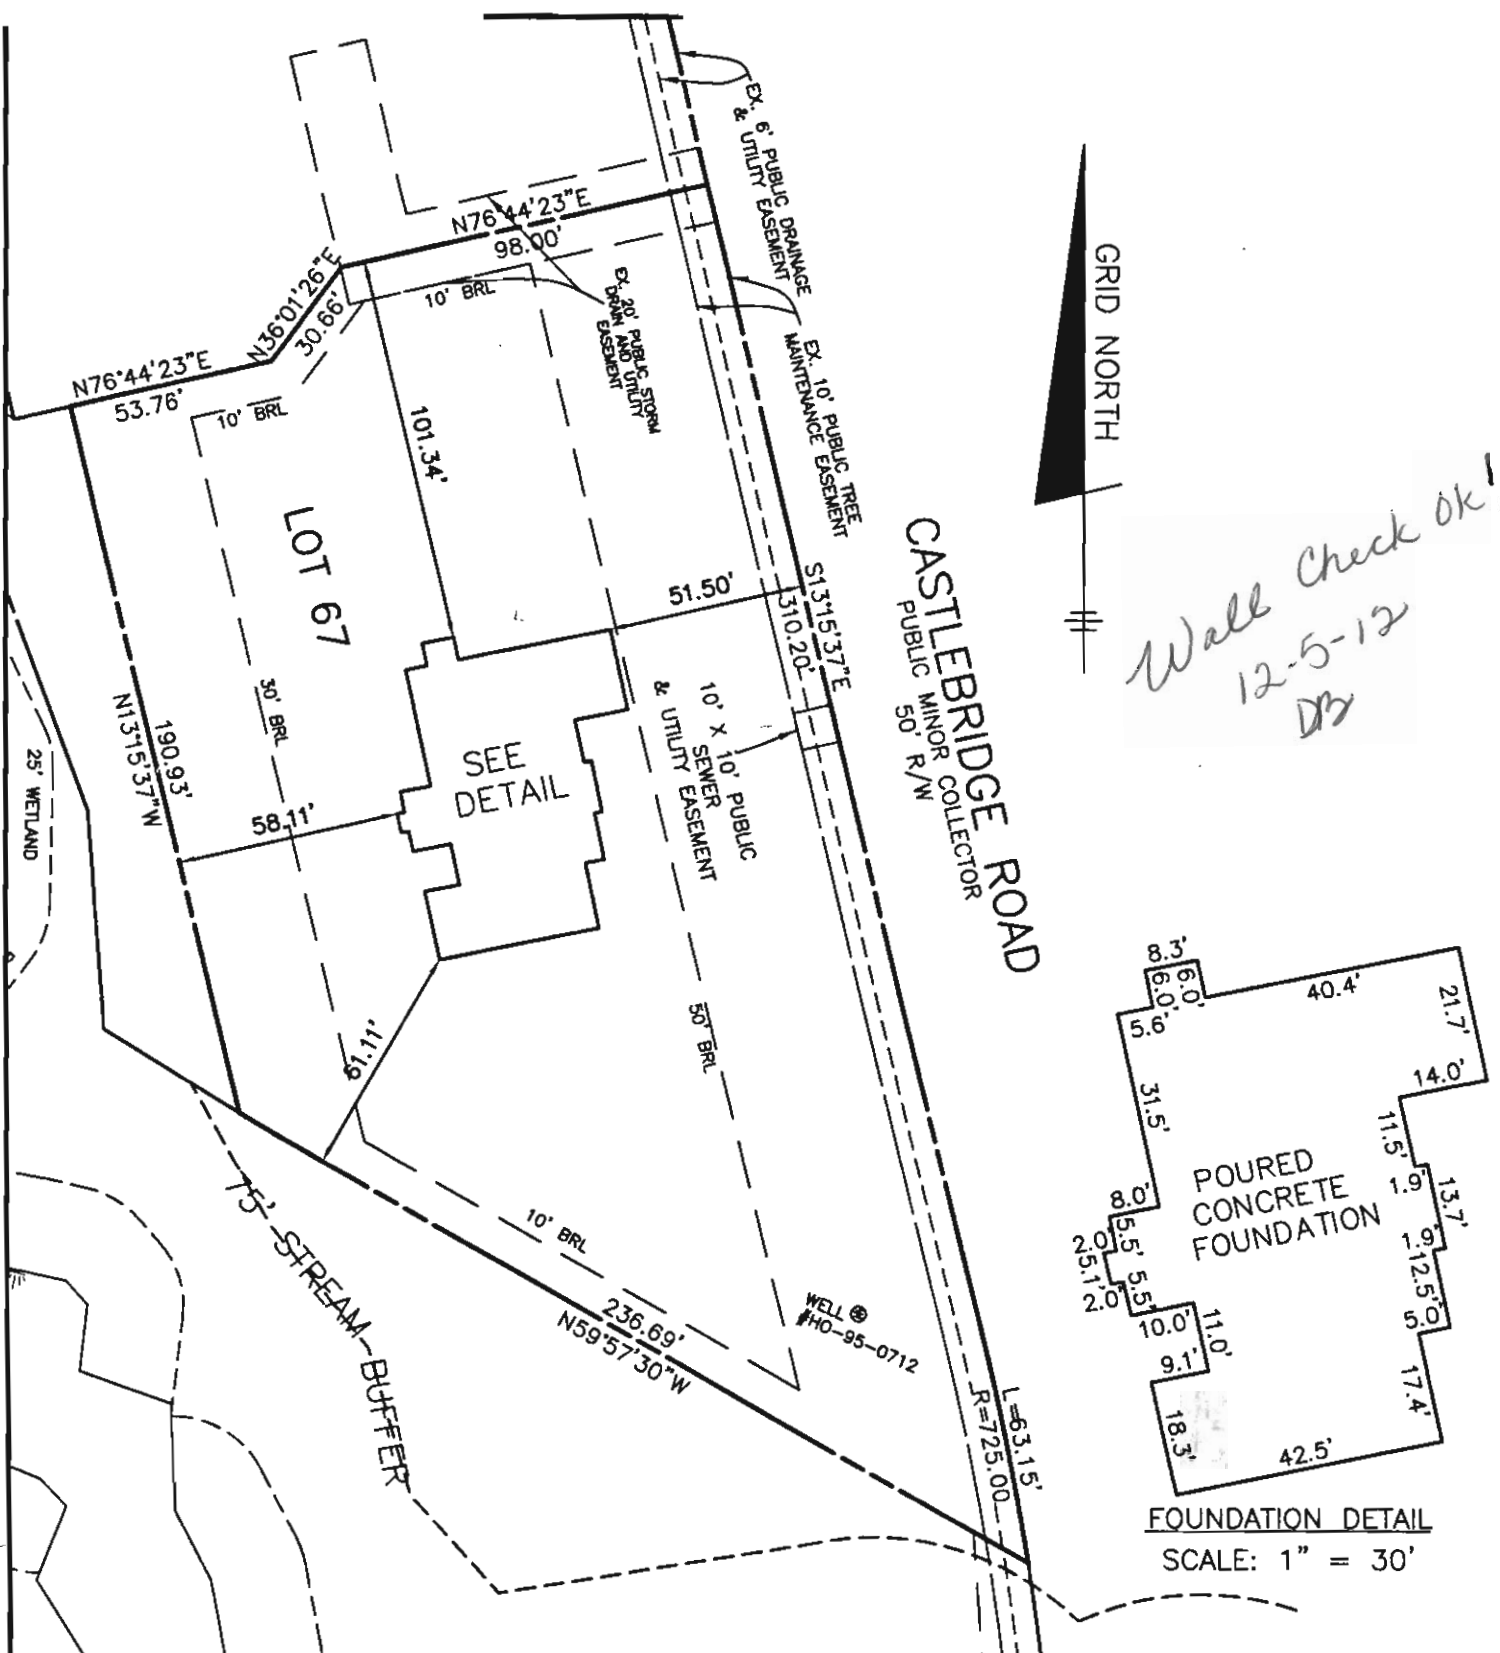 EX. 6' PUBLIC DRAINAGE
& UTILITY EASEMENT
N76°44'23"E
98.00'
N36°01'26"E
30.66'
10' BRL
EX. 20' PUBLIC STORM
DRAIN AND UTILITY
EASEMENT
N76°44'23"E
53.76'
10' BRL
101.34'
EX. 10' PUBLIC TREE
MAINTENANCE EASEMENT
GRID NORTH
Wall Check Ok!
12-5-12
DB
LOT 67
51.50'
S13°15'37"E
310.20'
CASTLEBRIDGE ROAD
PUBLIC MINOR COLLECTOR
50' R/W
30' BRL
N13°15'37"W
190.93'
25' WETLAND
SEE
DETAIL
10' X 10' PUBLIC
SEWER
& UTILITY EASEMENT
58.11'
61.11'
50' BRL
75' STREAM BUFFER
10' BRL
236.69'
N59°57'30"W
WELL
#HO-95-0712
L=63.15'
R=725.00
8.3'
6.0'
6.0'
40.4'
21.7'
5.6'
14.0'
31.5'
11.5'
1.9'
13.7'
POURED
CONCRETE
FOUNDATION
8.0'
5.5'
2.0'
5.1'
2.0'
5.5'
1.9'
12.5'
10.0'
11.0'
5.0'
9.1'
17.4'
18.3'
42.5'
FOUNDATION DETAIL
SCALE: 1" = 30'